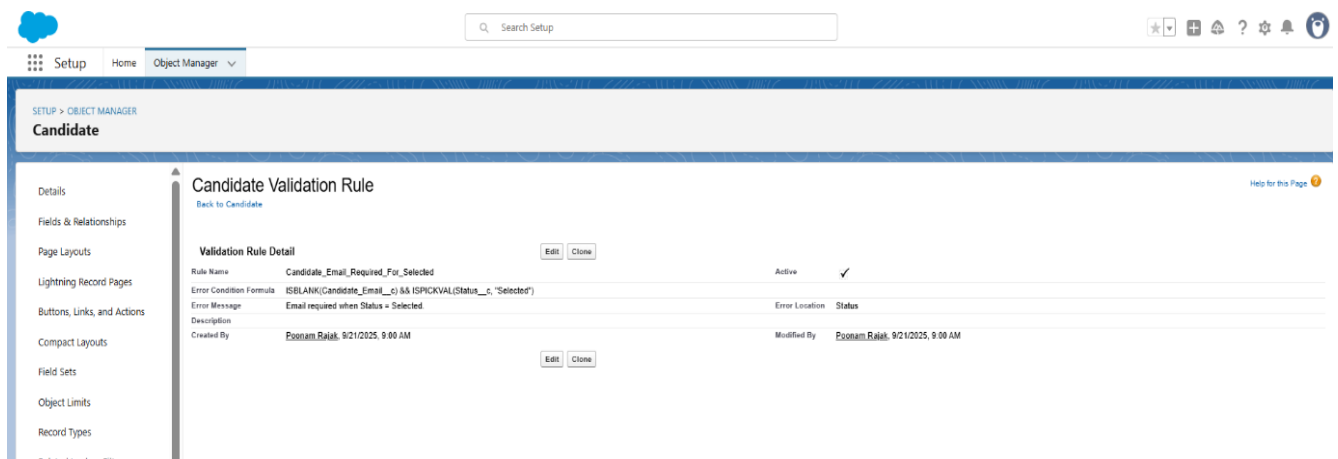 Search Setup
Setup Home Object Manager
SETUP > OBJECT MANAGER
Candidate
Details
Fields & Relationships
Page Layouts
Lightning Record Pages
Buttons, Links, and Actions
Compact Layouts
Field Sets
Object Limits
Record Types
Candidate Validation Rule
Back to Candidate
Help for this Page
Validation Rule Detail Edit Clone
Rule Name Candidate_Email_Required_For_Selected Active ✓
Error Condition Formula ISBLANK(Candidate_Email__c) && ISPICKVAL(Status__c, "Selected")
Error Message Email required when Status = Selected. Error Location Status
Description
Created By Poonam Rajak, 9/21/2025, 9:00 AM Modified By Poonam Rajak, 9/21/2025, 9:00 AM
Edit Clone